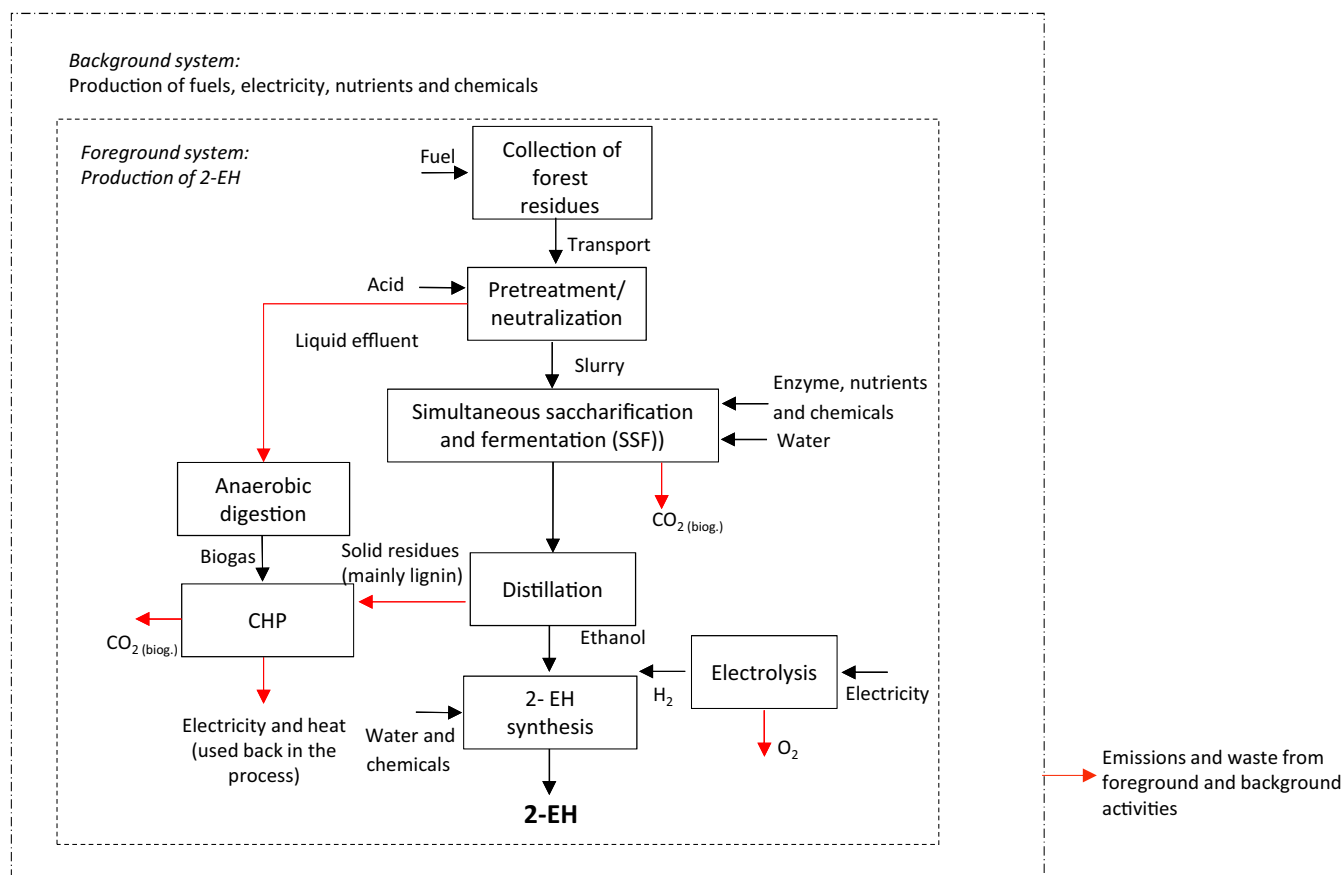 Background system:
Production of fuels, electricity, nutrients and chemicals
Foreground system:
Production of 2-EH
Fuel
Collection of
forest
residues
Transport
Acid
Pretreatment/
neutralization
Liquid effluent
Slurry
Simultaneous saccharification
and fermentation (SSF))
Enzyme, nutrients
and chemicals
Water
CO2 (biog.)
Anaerobic
digestion
Biogas
Solid residues
(mainly lignin)
Distillation
CHP
CO2 (biog.)
Ethanol
Electrolysis
H2
Electricity
2- EH
synthesis
Water and
chemicals
O2
Electricity and heat
(used back in the
process)
2-EH
Emissions and waste from
foreground and background
activities